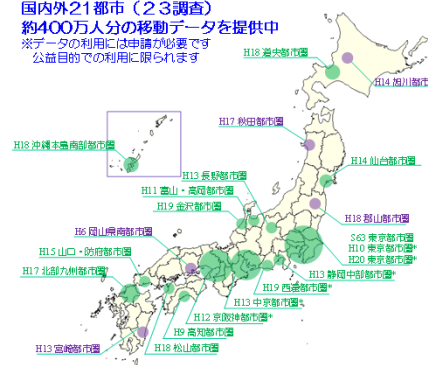 国内外21都市(23調査)
約400万人分の移動データを提供中
※データの利用には申請が必要です
公益目的での利用に限られます
H18 道央都市圏
H14 旭川都市圏
H17 秋田都市圏
H18 沖縄本島南部都市圏
H14 仙台都市圏
H13 長野都市圏
H11 富山・高岡都市圏
H19 金沢都市圏
H18 郡山都市圏
H6 岡山県南都市圏
S63 東京都市圏
H10 東京都市圏*
H20 東京都市圏*
H15 山口・防府都市圏
H13 静岡中部都市圏
H17 北部九州都市圏*
H19 西遠都市圏*
H13 中京都市圏*
H12 京阪神都市圏*
H9 高知都市圏
H13 宮崎都市圏
H18 松山都市圏